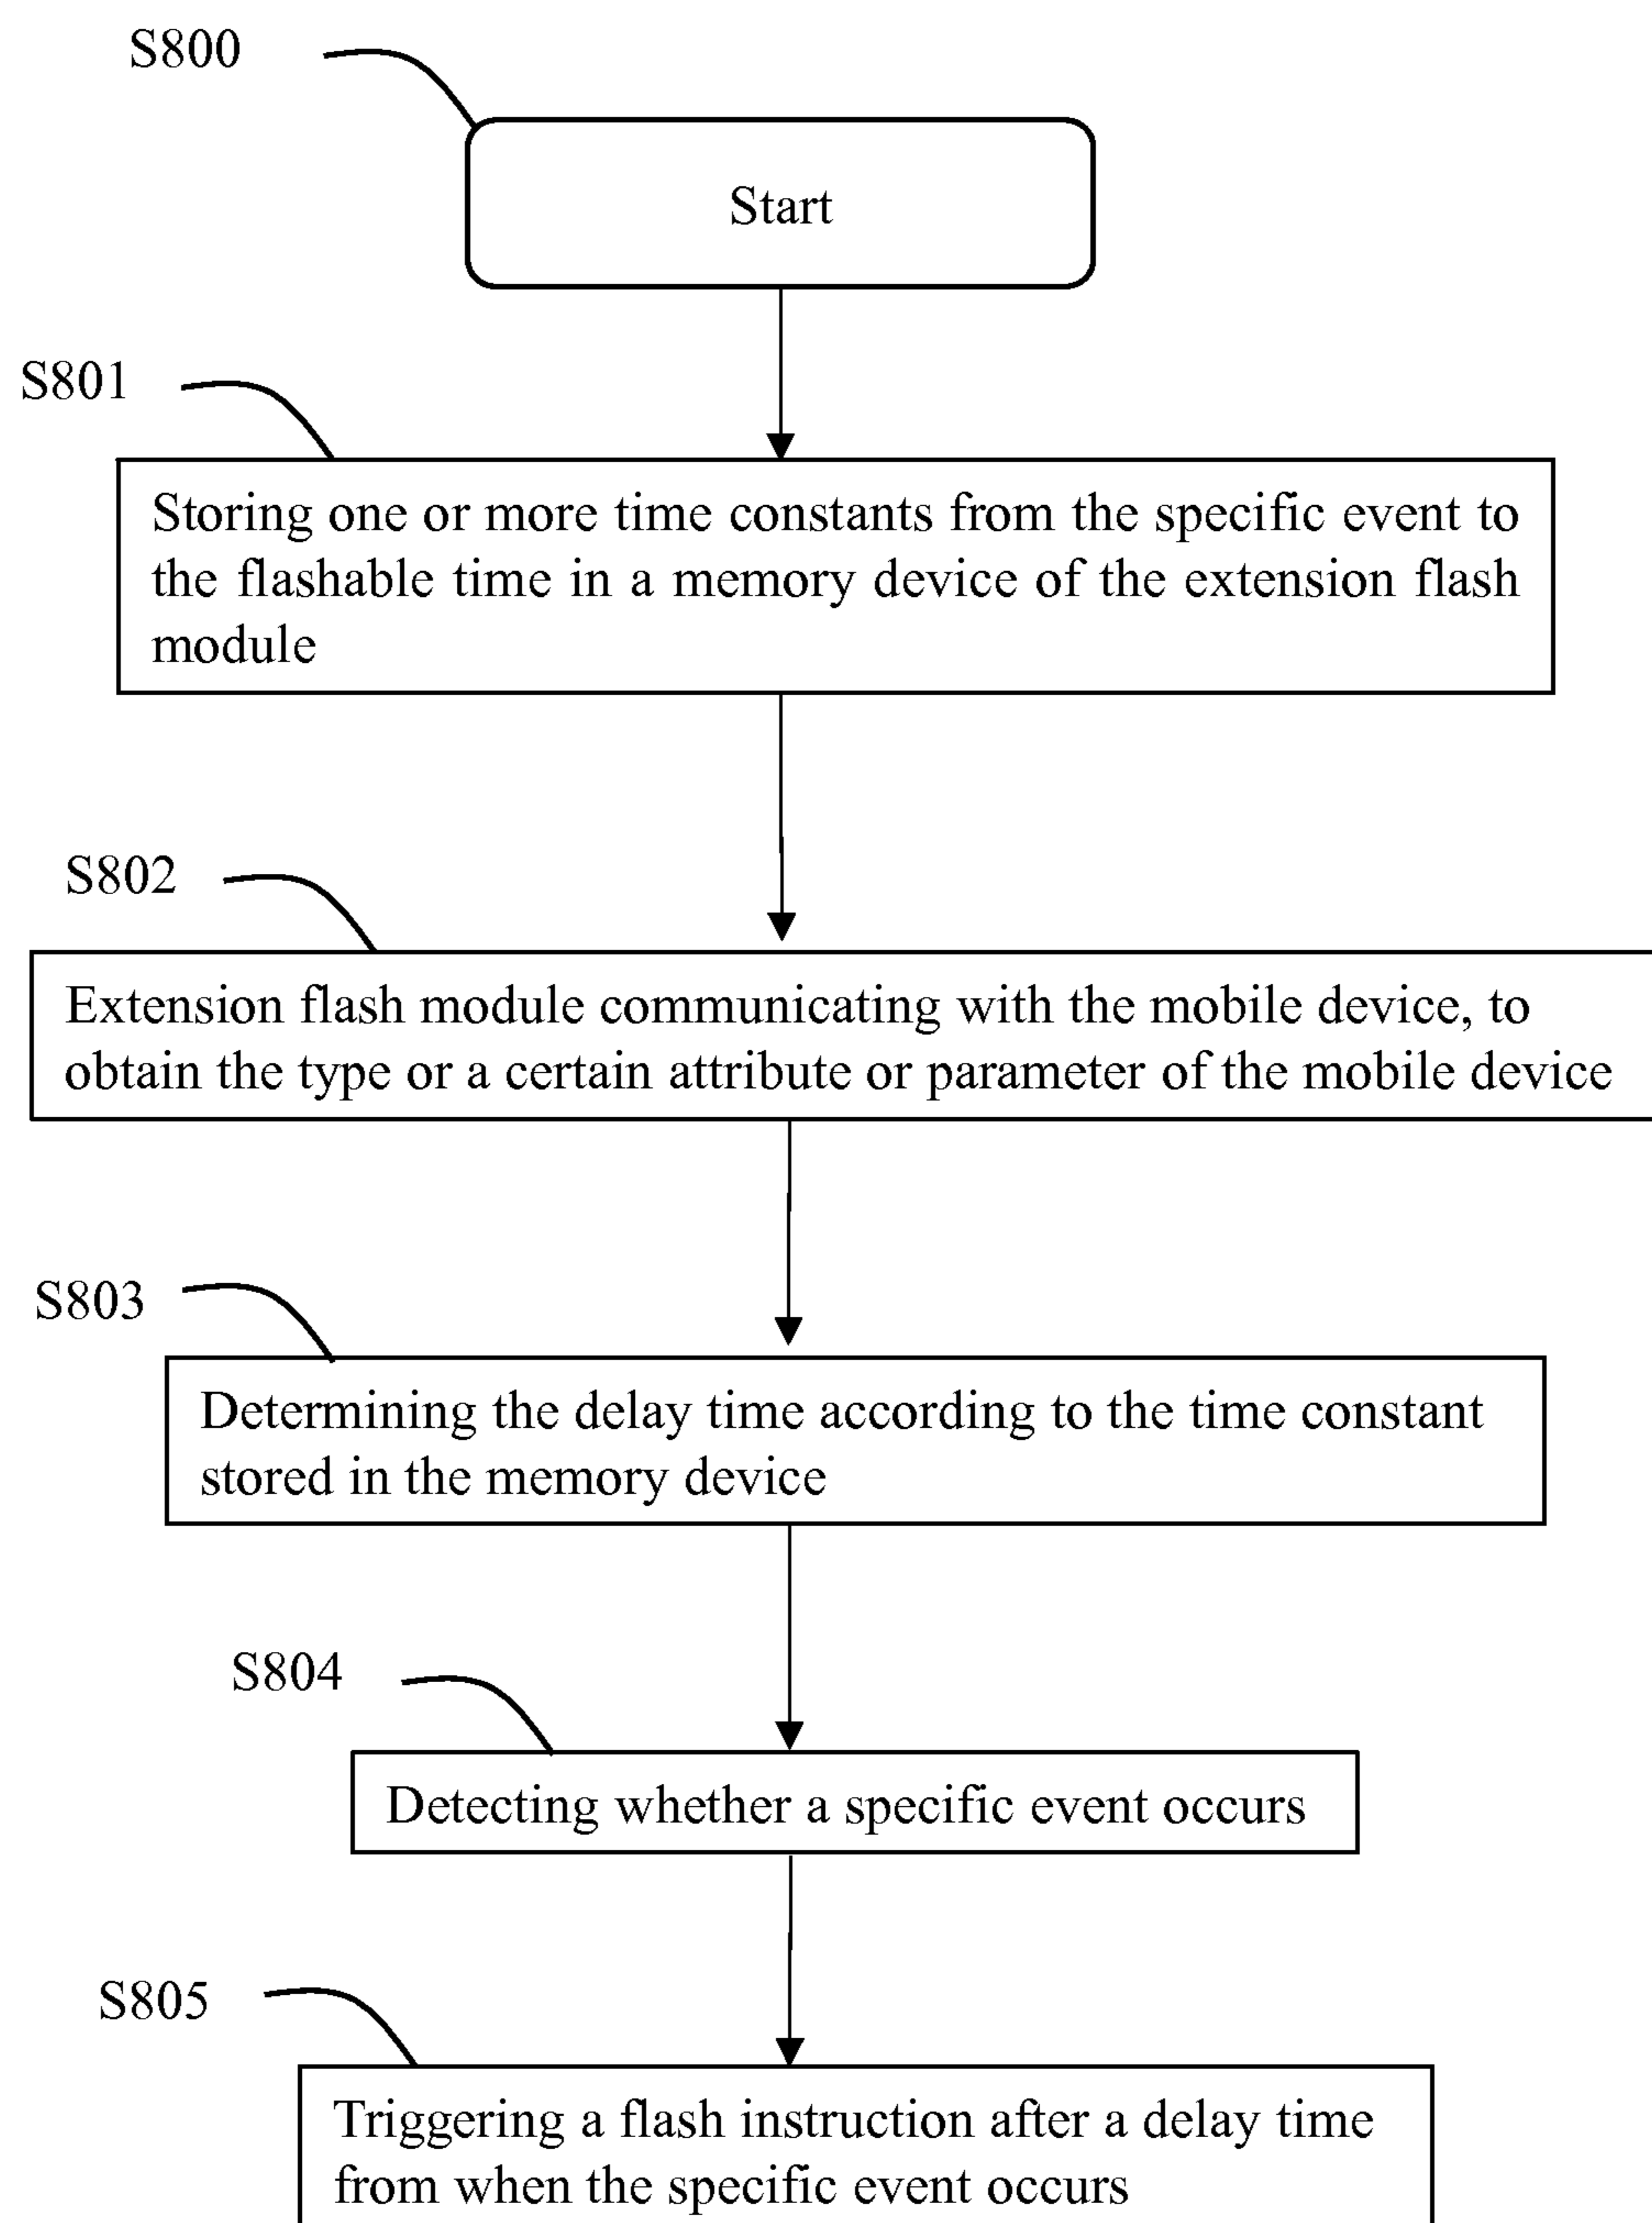 S800
Start
S801
Storing one or more time constants from the specific event to
the flashable time in a memory device of the extension flash
module
S802
Extension flash module communicating with the mobile device, to
obtain the type or a certain attribute or parameter of the mobile device
S803
Determining the delay time according to the time constant
stored in the memory device
S804
Detecting whether a specific event occurs
S805
Triggering a flash instruction after a delay time
from when the specific event occurs